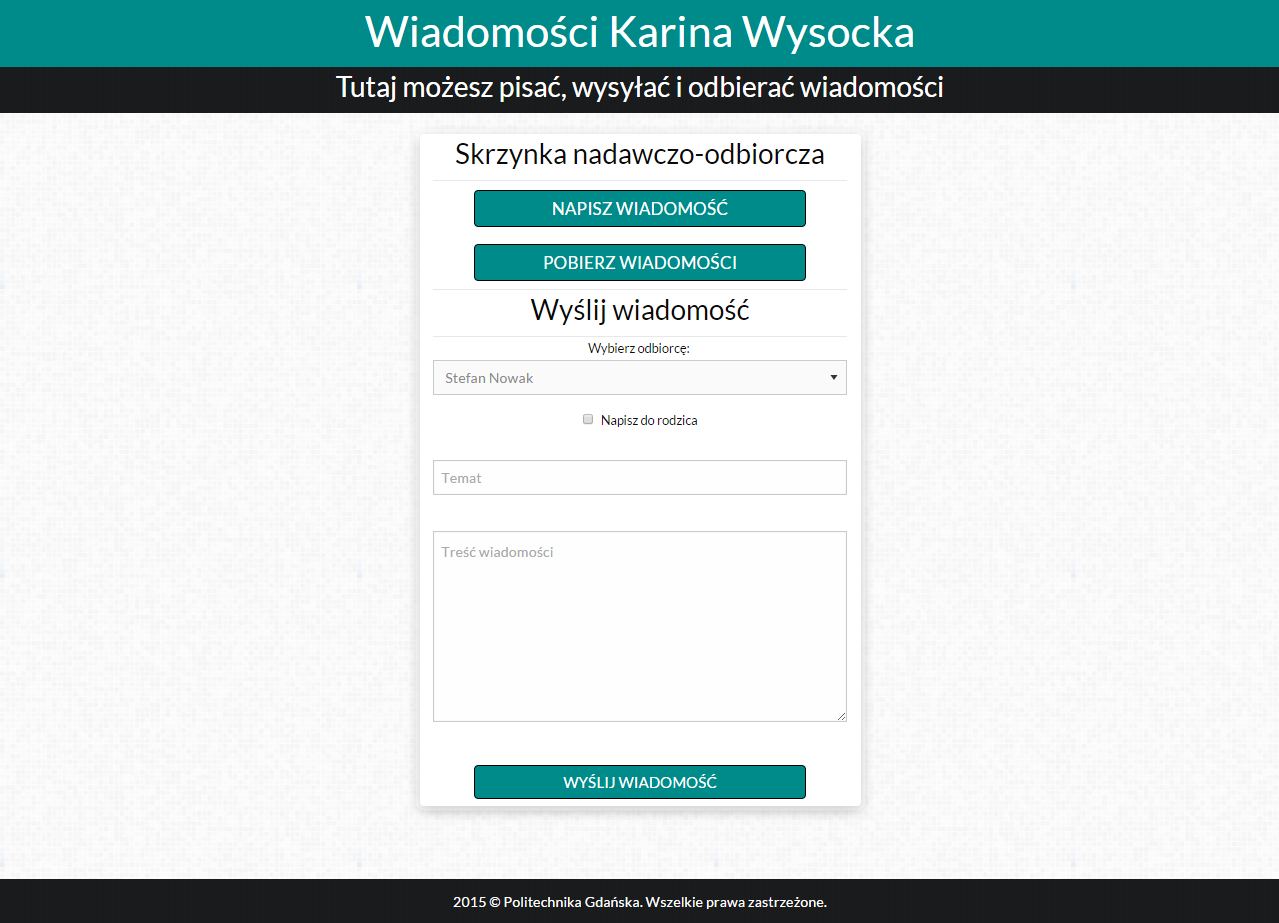 Wiadomości Karina Wysocka
Tutaj możesz pisać, wysyłać i odbierać wiadomości
Skrzynka nadawczo-odbiorcza
NAPISZ WIADOMOŚĆ
POBIERZ WIADOMOŚCI
Wyślij wiadomość
Wybierz odbiorcę:
Stefan Nowak
Napisz do rodzica
Temat
Treść wiadomości
WYŚLIJ WIADOMOŚĆ
2015 © Politechnika Gdańska. Wszelkie prawa zastrzeżone.